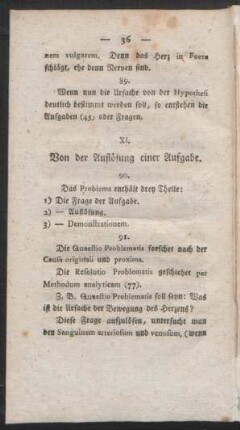 — 36 —
nem vulgarem. Denn das Herz in Foetu
schlägt, ehe denn Nerven sind.
89.
Wenn nun die Ursache von der Hypothesi
deutlich bestimmt werden soll, so entstehen die
Aufgaben (45) oder Fragen.
XI.
Von der Auflösung einer Aufgabe.
90.
Das Problema enthält drey Theile:
1) Die Frage der Aufgabe.
2) — Auflösung.
3) — Demonstrationem.
91.
Die Quaestio Problematis forschet nach der
Causa originali und proxima.
Die Resolutio Problematis geschiehet per
Methodum analyticam (77).
Z. B. Quaestio Problematis soll seyn: Was
ist die Ursache der Bewegung des Herzens?
Diese Frage aufzulösen, untersucht man
den Sanguinem arteriosum und venosum, (wenn